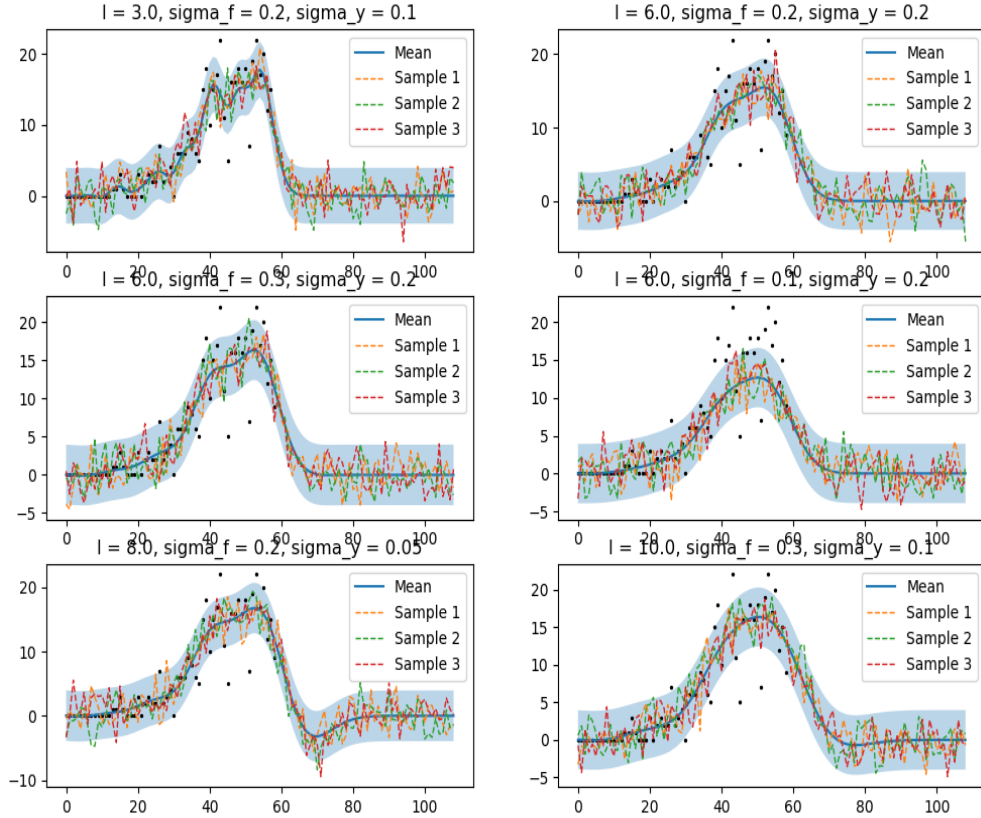 l = 3.0, sigma_f = 0.2, sigma_y = 0.1
20
10
0
0 20 40 60 80 100
Mean
Sample 1
Sample 2
Sample 3
l = 6.0, sigma_f = 0.2, sigma_y = 0.2
20
15
10
5
0
−5
0 20 40 60 80 100
Mean
Sample 1
Sample 2
Sample 3
l = 6.0, sigma_f = 0.3, sigma_y = 0.2
20
15
10
5
0
−5
0 20 40 60 80 100
Mean
Sample 1
Sample 2
Sample 3
l = 6.0, sigma_f = 0.1, sigma_y = 0.2
20
15
10
5
0
−5
0 20 40 60 80 100
Mean
Sample 1
Sample 2
Sample 3
l = 8.0, sigma_f = 0.2, sigma_y = 0.05
20
10
0
−10
0 20 40 60 80 100
Mean
Sample 1
Sample 2
Sample 3
l = 10.0, sigma_f = 0.3, sigma_y = 0.1
20
15
10
5
0
−5
0 20 40 60 80 100
Mean
Sample 1
Sample 2
Sample 3